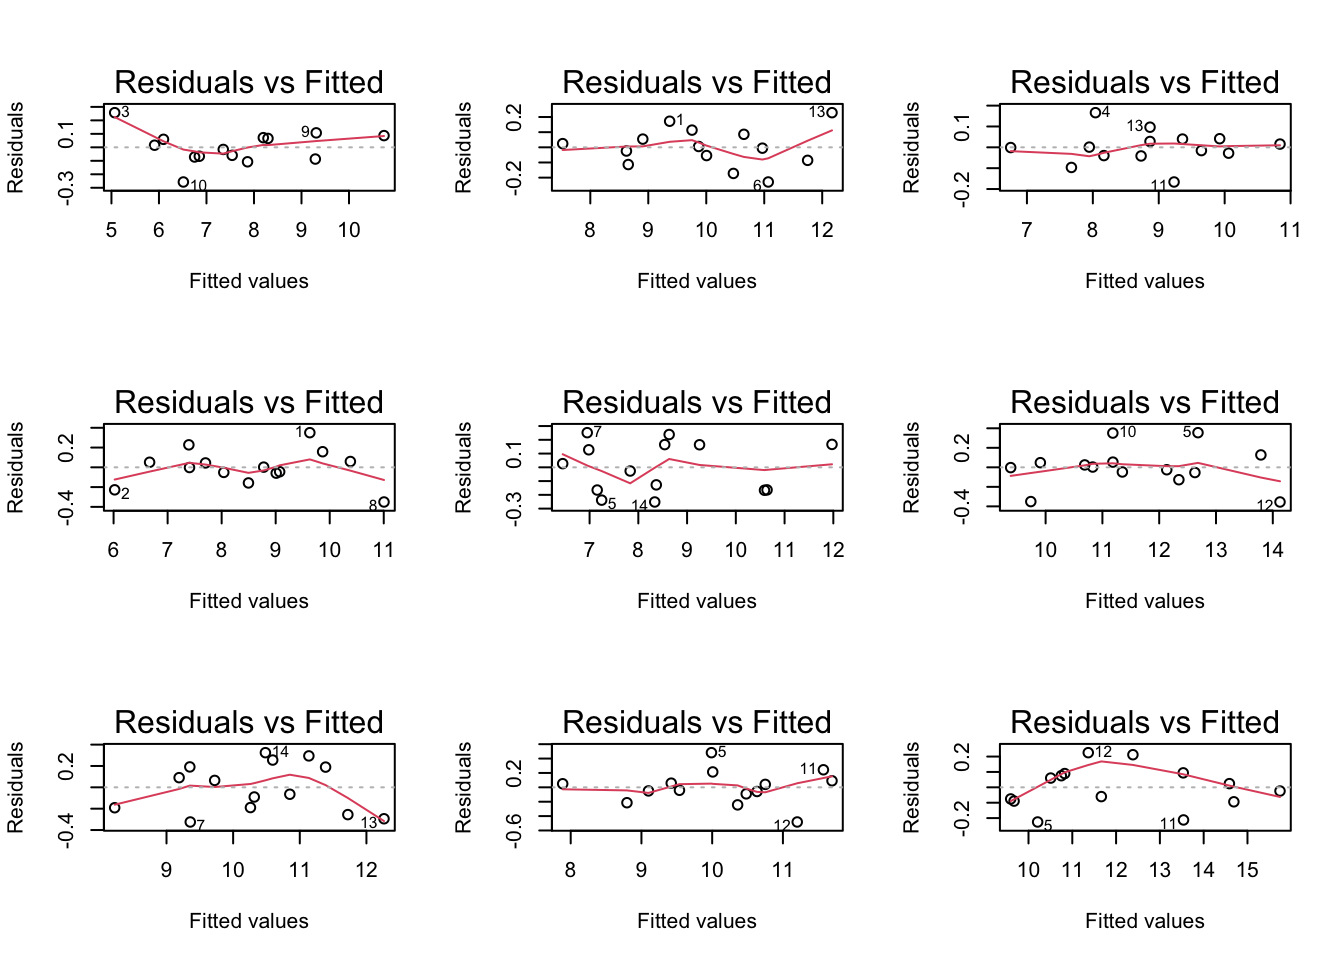 Residuals vs Fitted
Residuals
0.1
-0.3
3
10
9
5 6 7 8 9 10
Fitted values
Residuals vs Fitted
Residuals
0.2
-0.2
1
13
6
8 9 10 11 12
Fitted values
Residuals vs Fitted
Residuals
0.1
-0.2
4
13
11
7 8 9 10 11
Fitted values
Residuals vs Fitted
Residuals
0.2
-0.4
1
2
8
6 7 8 9 10 11
Fitted values
Residuals vs Fitted
Residuals
0.1
-0.3
7
5
14
7 8 9 10 11 12
Fitted values
Residuals vs Fitted
Residuals
0.2
-0.4
10
5
12
10 11 12 13 14
Fitted values
Residuals vs Fitted
Residuals
0.2
-0.4
14
7
13
9 10 11 12
Fitted values
Residuals vs Fitted
Residuals
0.2
-0.6
5
11
12
8 9 10 11
Fitted values
Residuals vs Fitted
Residuals
0.2
-0.2
12
5
11
10 11 12 13 14 15
Fitted values